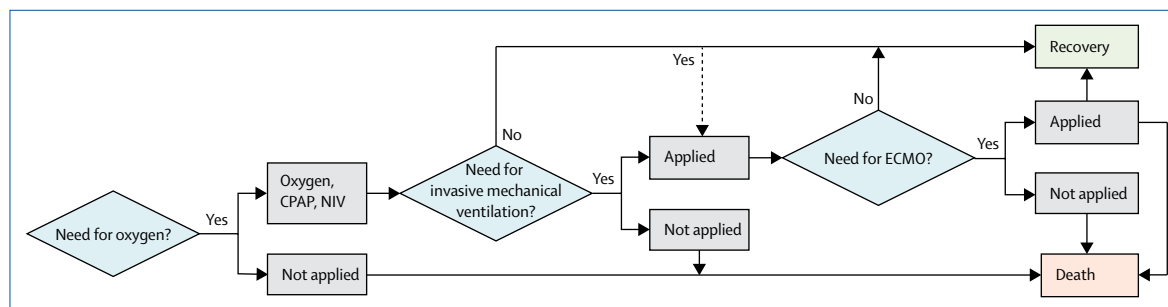 Need for oxygen?
Yes
Oxygen,
CPAP, NIV
Not applied
Need for
invasive mechanical
ventilation?
No
Yes
Yes
Applied
Not applied
Need for ECMO?
No
Yes
Recovery
Applied
Not applied
Death